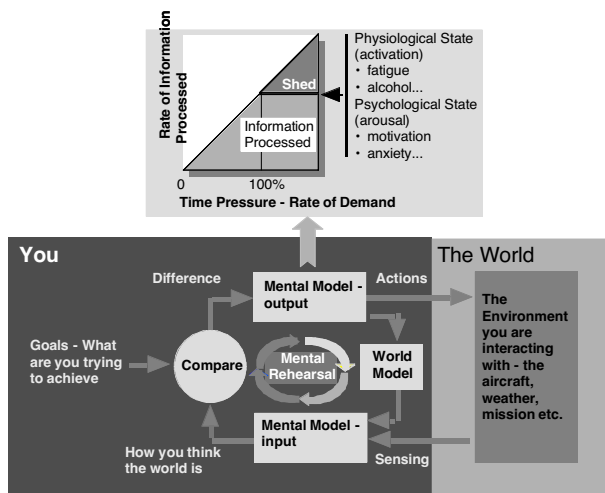 Rate of Information
Processed
Shed
Information
Processed
0
100%
Time Pressure - Rate of Demand
Physiological State
(activation)
• fatigue
• alcohol...
Psychological State
(arousal)
• motivation
• anxiety...
You
The World
Difference
Mental Model -
output
Actions
Goals - What
are you trying
to achieve
Compare
Mental
Rehearsal
World
Model
The
Environment
you are
interacting
with - the
aircraft,
weather,
mission etc.
How you think
the world is
Mental Model -
input
Sensing